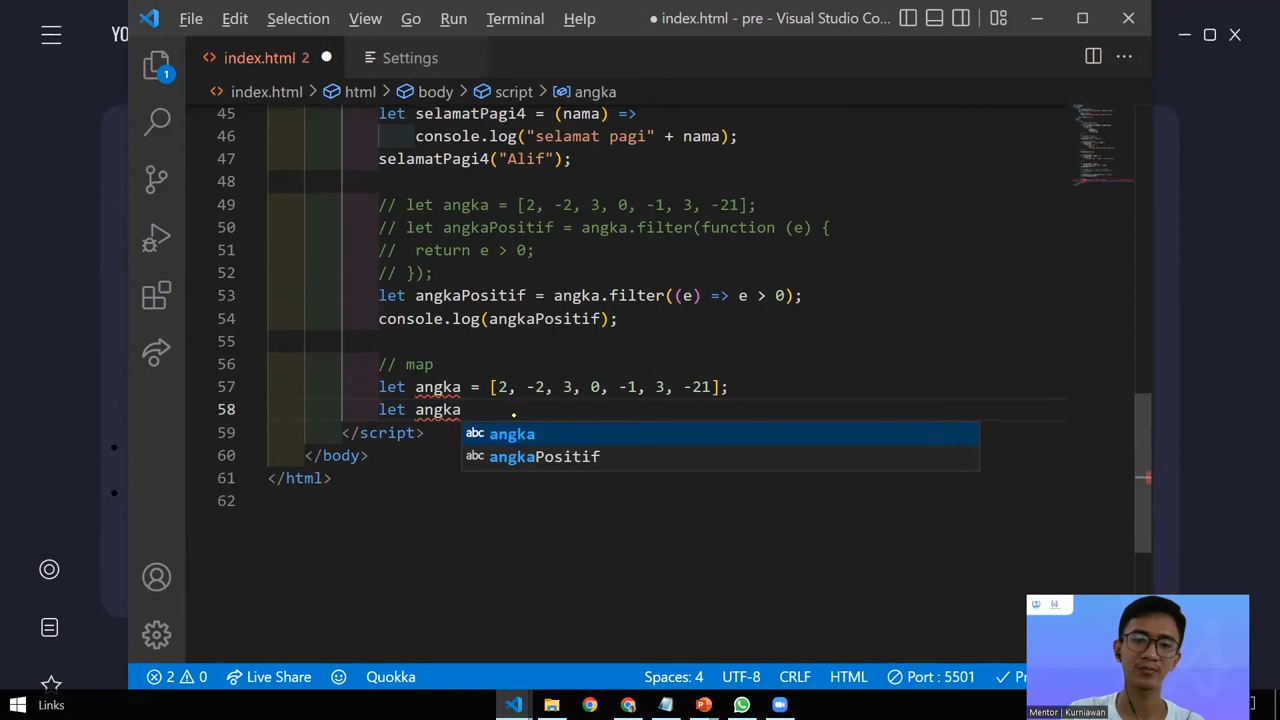 YO
File Edit Selection View Go Run Terminal Help
● index.html - pre - Visual Studio Co...
index.html 2
Settings
index.html > html > body > script > angka
45 let selamatPagi4 = (nama) =>
46 console.log("selamat pagi" + nama);
47 selamatPagi4("Alif");
48
49 // let angka = [2, -2, 3, 0, -1, 3, -21];
50 // let angkaPositif = angka.filter(function (e) {
51 //  return e > 0;
52 // });
53 let angkaPositif = angka.filter((e) => e > 0);
54 console.log(angkaPositif);
55
56 // map
57 let angka = [2, -2, 3, 0, -1, 3, -21];
58 let angka
abc angka
abc angkaPositif
59 </script>
60 </body>
61 </html>
62
1
2 0 Live Share Quokka Spaces: 4 UTF-8 CRLF HTML Port : 5501
Links
Mentor | Kurniawan